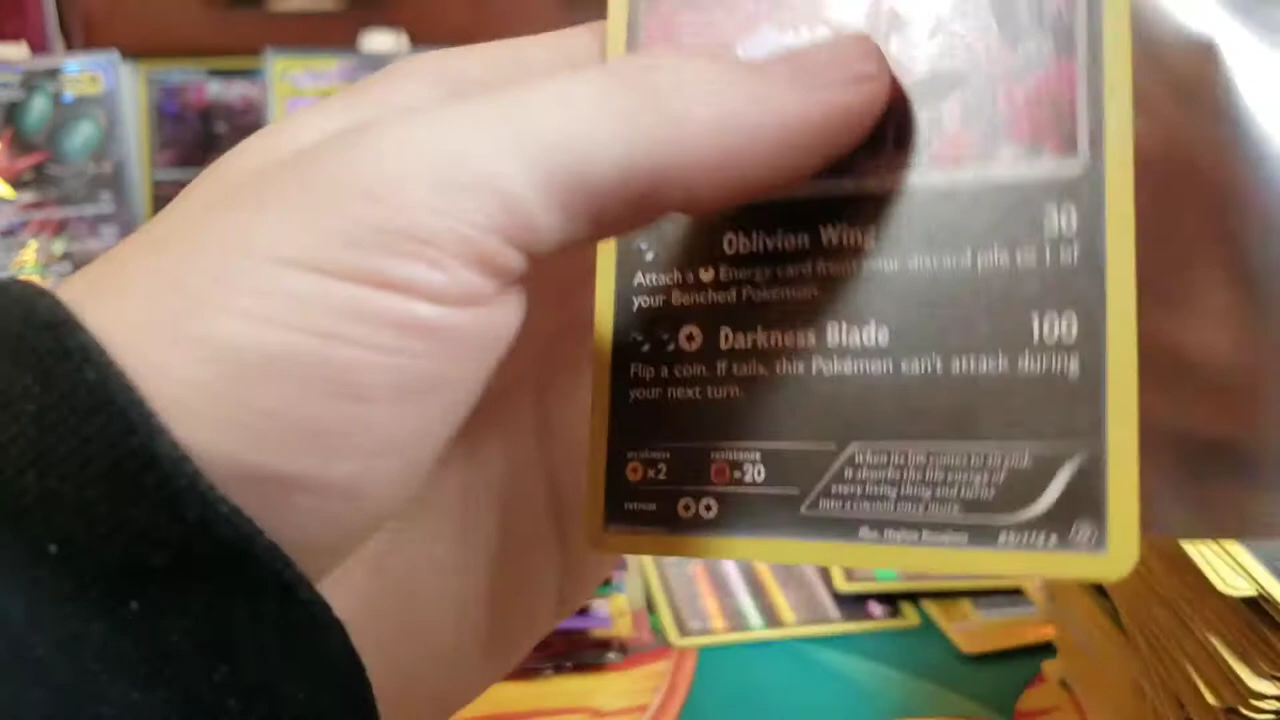 Oblivion Wing 30
Attach a Energy card from your discard pile to 1 of
your Benched Pokémon.
Darkness Blade 100
Flip a coin. If tails, this Pokémon can't attack during
your next turn.
weakness resistance
×2 -20
retreat
When its life comes to an end,
it absorbs the life energy of
every living thing and turns
into a cocoon once more.
Illus.